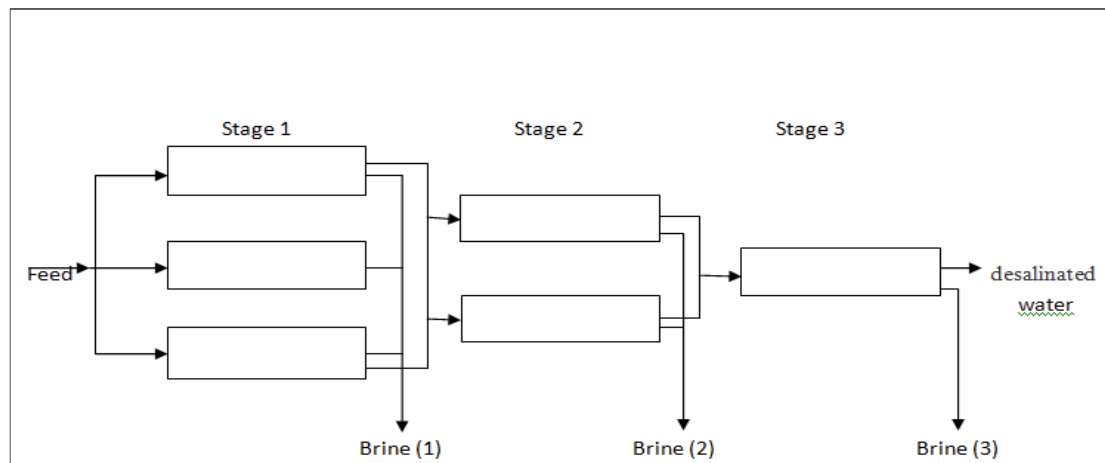 Stage 1
Stage 2
Stage 3
Feed
desalinated
water
Brine (1)
Brine (2)
Brine (3)